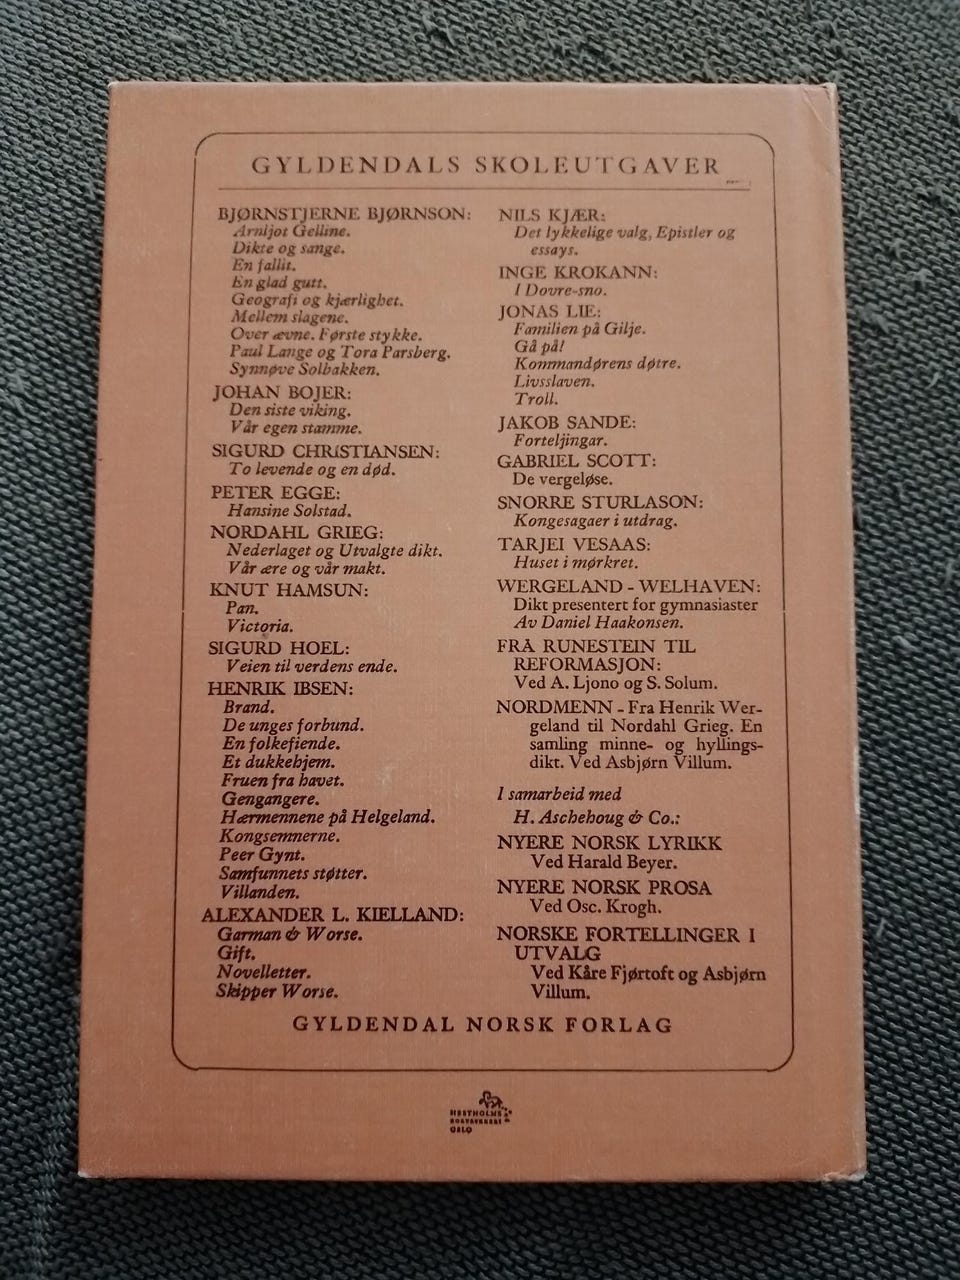 GYLDENDALS SKOLEUTGAVER
BJØRNSTJERNE BJØRNSON:
Arnljot Gelline.
Dikte og sange.
En fallit.
En glad gutt.
Geografi og kjærlighet.
Mellem slagene.
Over ævne. Første stykke.
Paul Lange og Tora Parsberg.
Synnøve Solbakken.
JOHAN BOJER:
Den siste viking.
Vår egen stamme.
SIGURD CHRISTIANSEN:
To levende og en død.
PETER EGGE:
Hansine Solstad.
NORDAHL GRIEG:
Nederlaget og Utvalgte dikt.
Vår ære og vår makt.
KNUT HAMSUN:
Pan.
Victoria.
SIGURD HOEL:
Veien til verdens ende.
HENRIK IBSEN:
Brand.
De unges forbund.
En folkefiende.
Et dukkehjem.
Fruen fra havet.
Gengangere.
Hærmennene på Helgeland.
Kongsemnerne.
Peer Gynt.
Samfunnets støtter.
Villanden.
ALEXANDER L. KIELLAND:
Garman & Worse.
Gift.
Novelletter.
Skipper Worse.
NILS KJÆR:
Det lykkelige valg, Epistler og
essays.
INGE KROKANN:
I Dovre-sno.
JONAS LIE:
Familien på Gilje.
Gå på!
Kommandørens døtre.
Livsslaven.
Troll.
JAKOB SANDE:
Forteljingar.
GABRIEL SCOTT:
De vergeløse.
SNORRE STURLASON:
Kongesagaer i utdrag.
TARJEI VESAAS:
Huset i mørkret.
WERGELAND - WELHAVEN:
Dikt presentert for gymnasiaster
Av Daniel Haakonsen.
FRA RUNESTEIN TIL
REFORMASJON:
Ved A. Ljono og S. Solum.
NORDMENN - Fra Henrik Wer-
geland til Nordahl Grieg. En
samling minne- og hyllings-
dikt. Ved Asbjørn Villum.
I samarbeid med
H. Aschehoug & Co.:
NYERE NORSK LYRIKK
Ved Harald Beyer.
NYERE NORSK PROSA
Ved Osc. Krogh.
NORSKE FORTELLINGER I
UTVALG
Ved Kåre Fjørtoft og Asbjørn
Villum.
GYLDENDAL NORSK FORLAG
HESTHOLMS
BOKTRYKKERI
OSLO